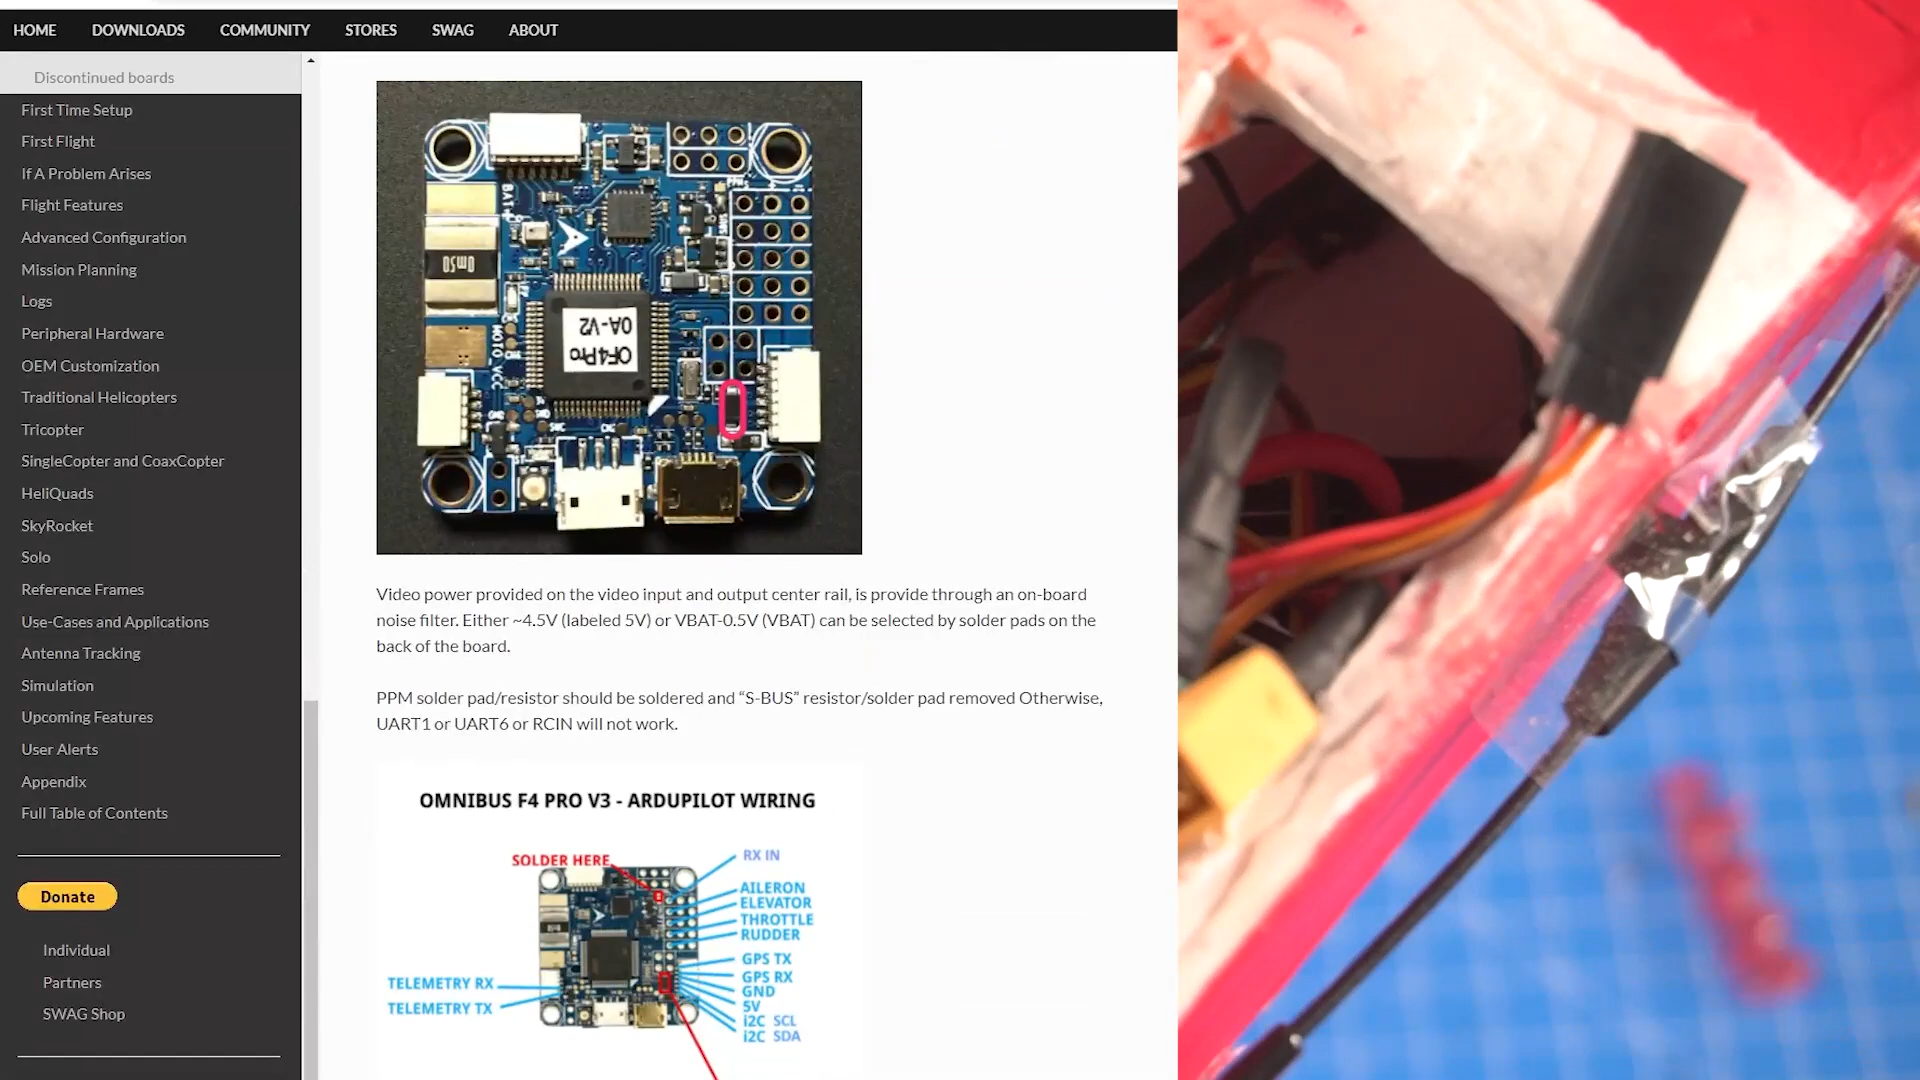 HOME DOWNLOADS COMMUNITY STORES SWAG ABOUT
Discontinued boards
First Time Setup
First Flight
If A Problem Arises
Flight Features
Advanced Configuration
Mission Planning
Logs
Peripheral Hardware
OEM Customization
Traditional Helicopters
Tricopter
SingleCopter and CoaxCopter
HeliQuads
SkyRocket
Solo
Reference Frames
Use-Cases and Applications
Antenna Tracking
Simulation
Upcoming Features
User Alerts
Appendix
Full Table of Contents
Donate
Individual
Partners
SWAG Shop
BAT+
0m50
MOTO VCC
OF4Pro
0A-V2
Video power provided on the video input and output center rail, is provide through an on-board
noise filter. Either ~4.5V (labeled 5V) or VBAT-0.5V (VBAT) can be selected by solder pads on the
back of the board.
PPM solder pad/resistor should be soldered and “S-BUS” resistor/solder pad removed Otherwise,
UART1 or UART6 or RCIN will not work.
OMNIBUS F4 PRO V3 - ARDUPILOT WIRING
SOLDER HERE
RX IN
AILERON
ELEVATOR
THROTTLE
RUDDER
GPS TX
GPS RX
GND
5V
i2C SCL
i2C SDA
TELEMETRY RX
TELEMETRY TX